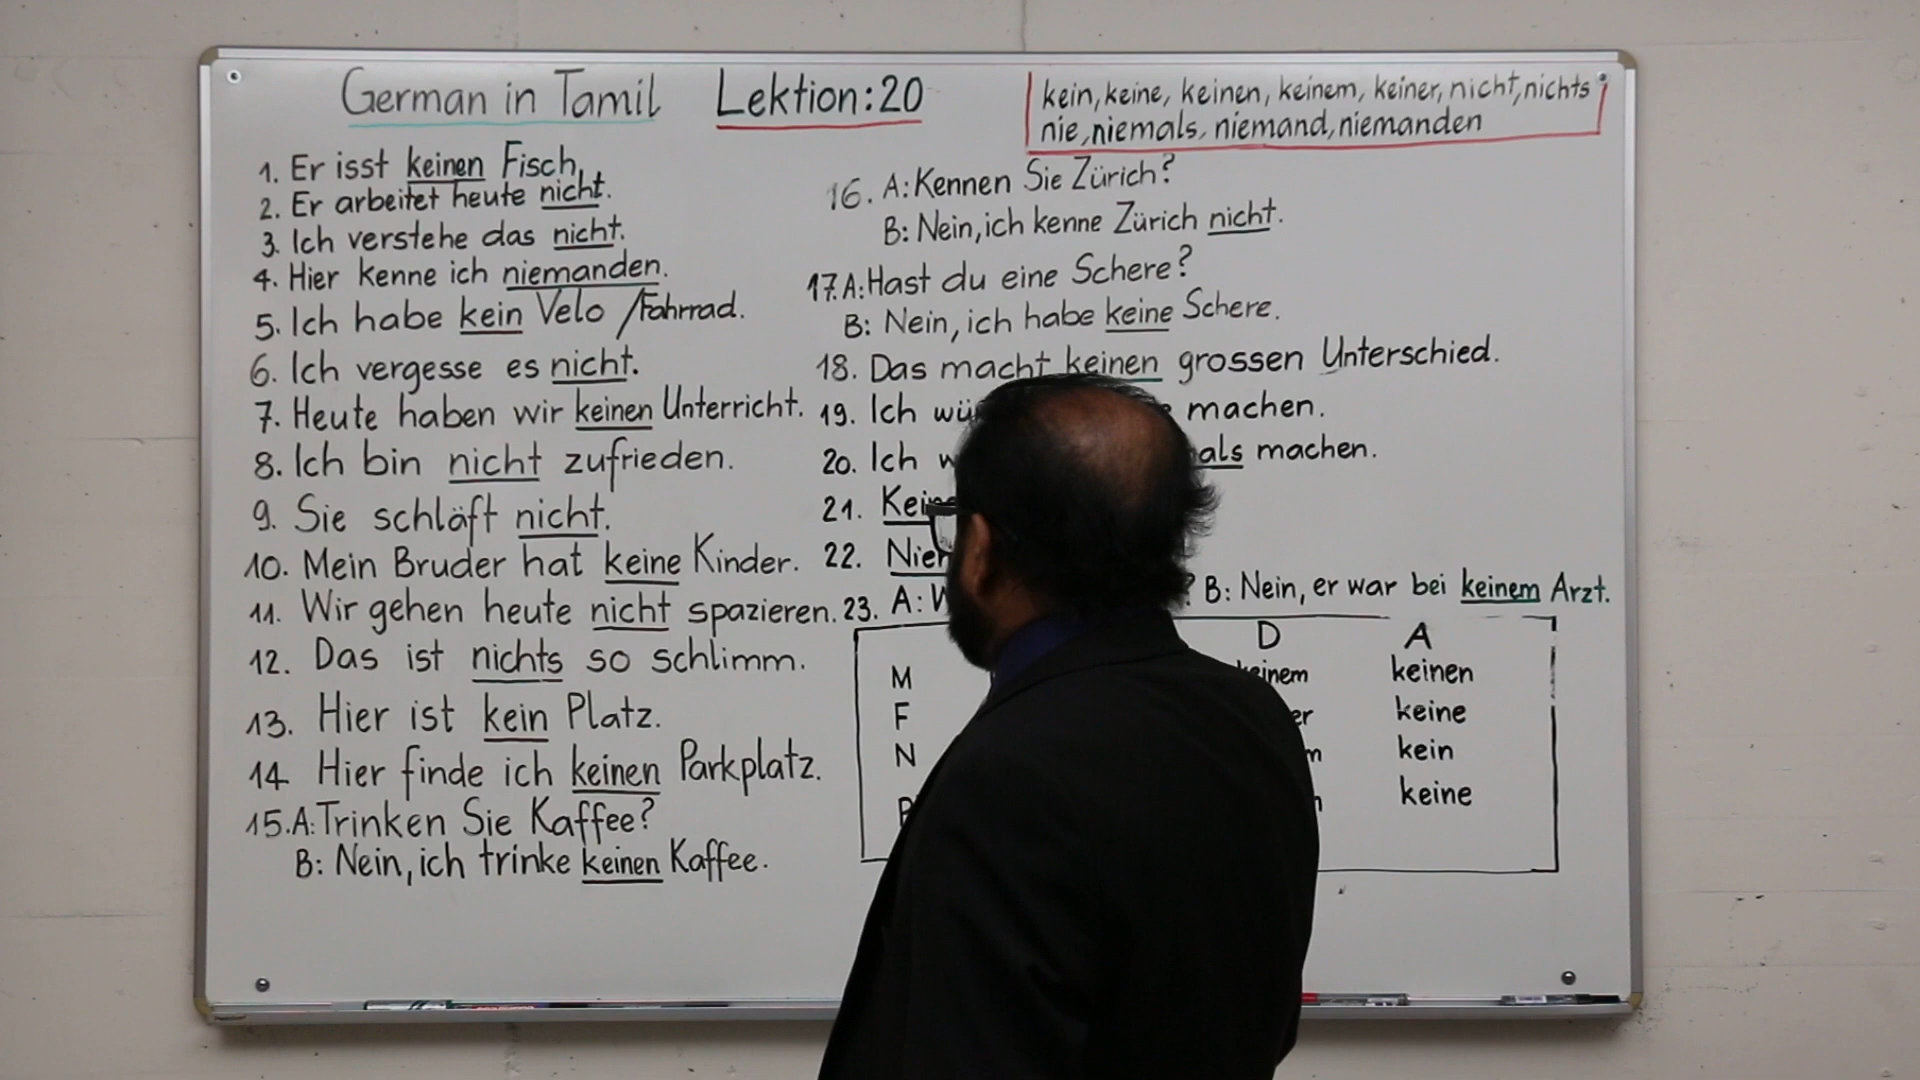 German in Tamil Lektion:20
kein, keine, keinen, keinem, keiner, nicht, nichts
nie, niemals, niemand, niemanden
1. Er isst keinen Fisch.
2. Er arbeitet heute nicht.
3. Ich verstehe das nicht.
4. Hier kenne ich niemanden.
5. Ich habe kein Velo /Fahrrad.
6. Ich vergesse es nicht.
7. Heute haben wir keinen Unterricht.
8. Ich bin nicht zufrieden.
9. Sie schläft nicht.
10. Mein Bruder hat keine Kinder.
11. Wir gehen heute nicht spazieren.
12. Das ist nichts so schlimm.
13. Hier ist kein Platz.
14 Hier finde ich keinen Parkplatz.
15.A:Trinken Sie Kaffee?
B: Nein, ich trinke keinen Kaffee.
16. A:Kennen Sie Zürich?
B: Nein, ich kenne Zürich nicht.
17.A:Hast du eine Schere?
B: Nein, ich habe keine Schere.
18. Das macht keinen grossen Unterschied.
19. Ich machen.
20. Ich machen.
21.
22.
23. A: ? B: Nein, er war bei keinem Arzt.
D A
M keinem keinen
F keine
N kein
keine